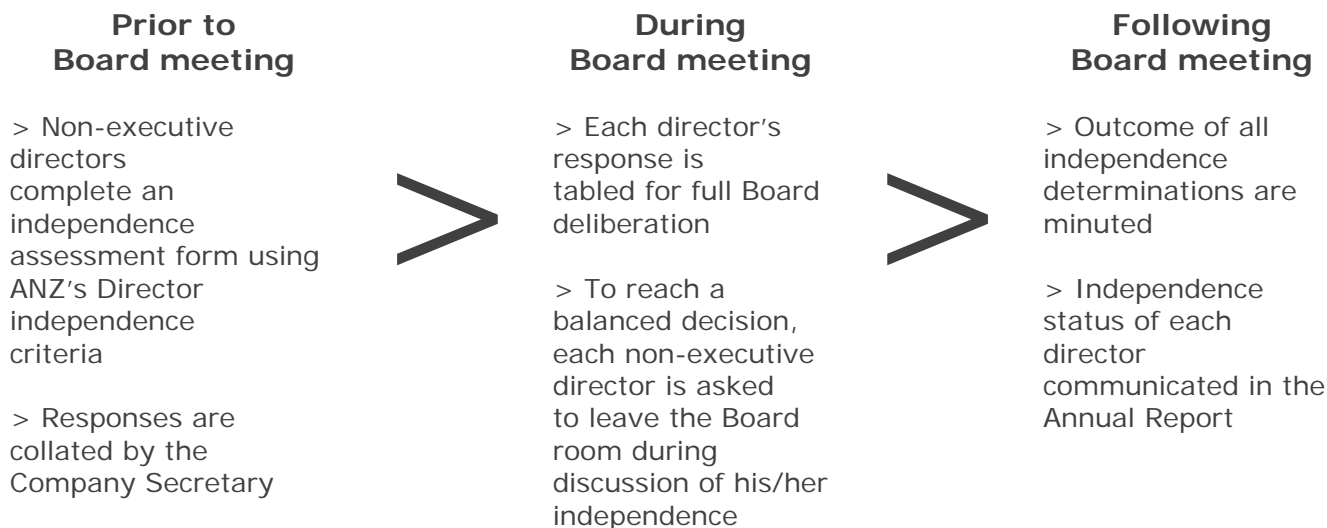 Prior to
Board meeting
> Non-executive
directors
complete an
independence
assessment form using
ANZ's Director
independence
criteria
> Responses are
collated by the
Company Secretary
>
During
Board meeting
> Each director's
response is
tabled for full Board
deliberation
> To reach a
balanced decision,
each non-executive
director is asked
to leave the Board
room during
discussion of his/her
independence
>
Following
Board meeting
> Outcome of all
independence
determinations are
minuted
> Independence
status of each
director
communicated in the
Annual Report